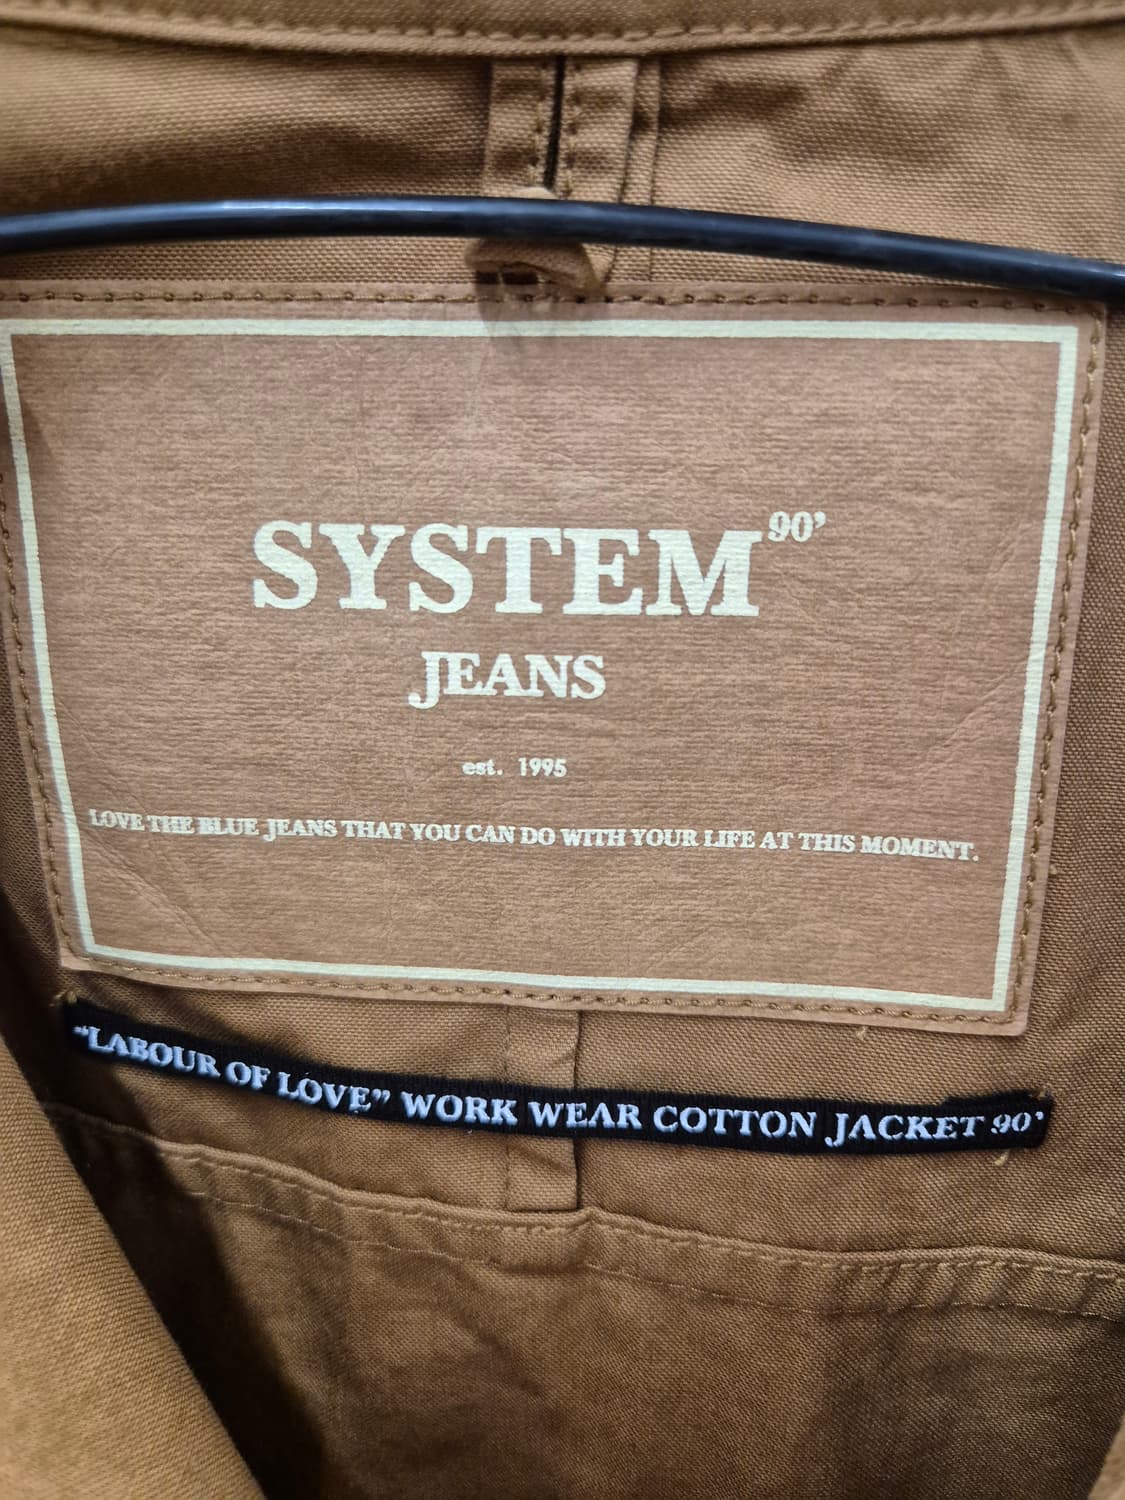 SYSTEM 90’
JEANS
est. 1995
LOVE THE BLUE JEANS THAT YOU CAN DO WITH YOUR LIFE AT THIS MOMENT.
“LABOUR OF LOVE” WORK WEAR COTTON JACKET 90’